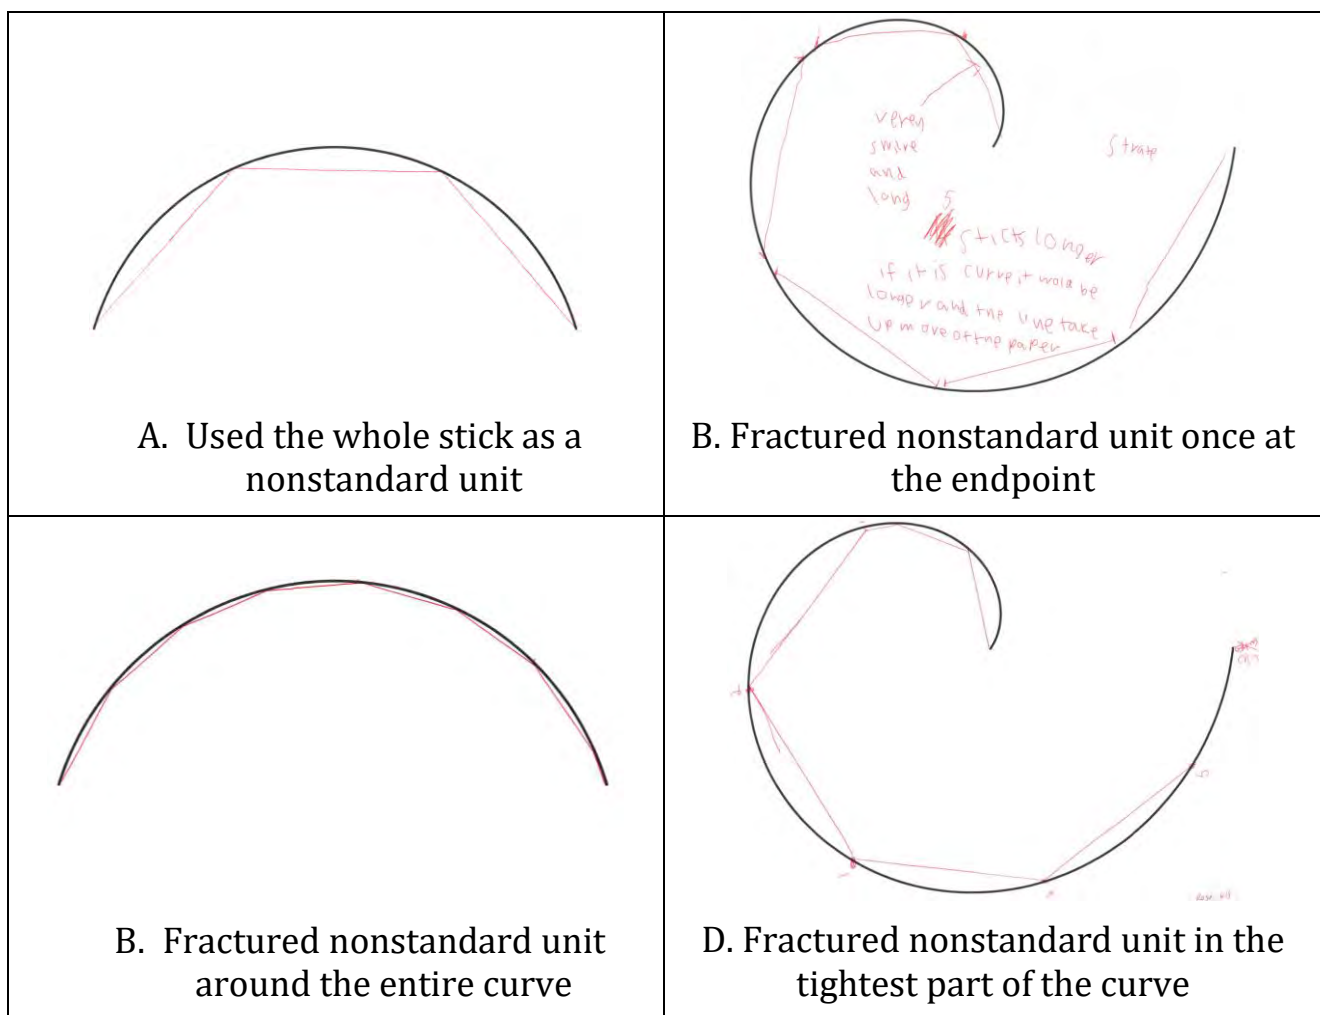 veren
smire
and
long
strate
5
sticks longer
if it is curve it wold be
longer and the line take
up more of the paper
A. Used the whole stick as a
nonstandard unit
B. Fractured nonstandard unit once at
the endpoint
B. Fractured nonstandard unit
around the entire curve
D. Fractured nonstandard unit in the
tightest part of the curve